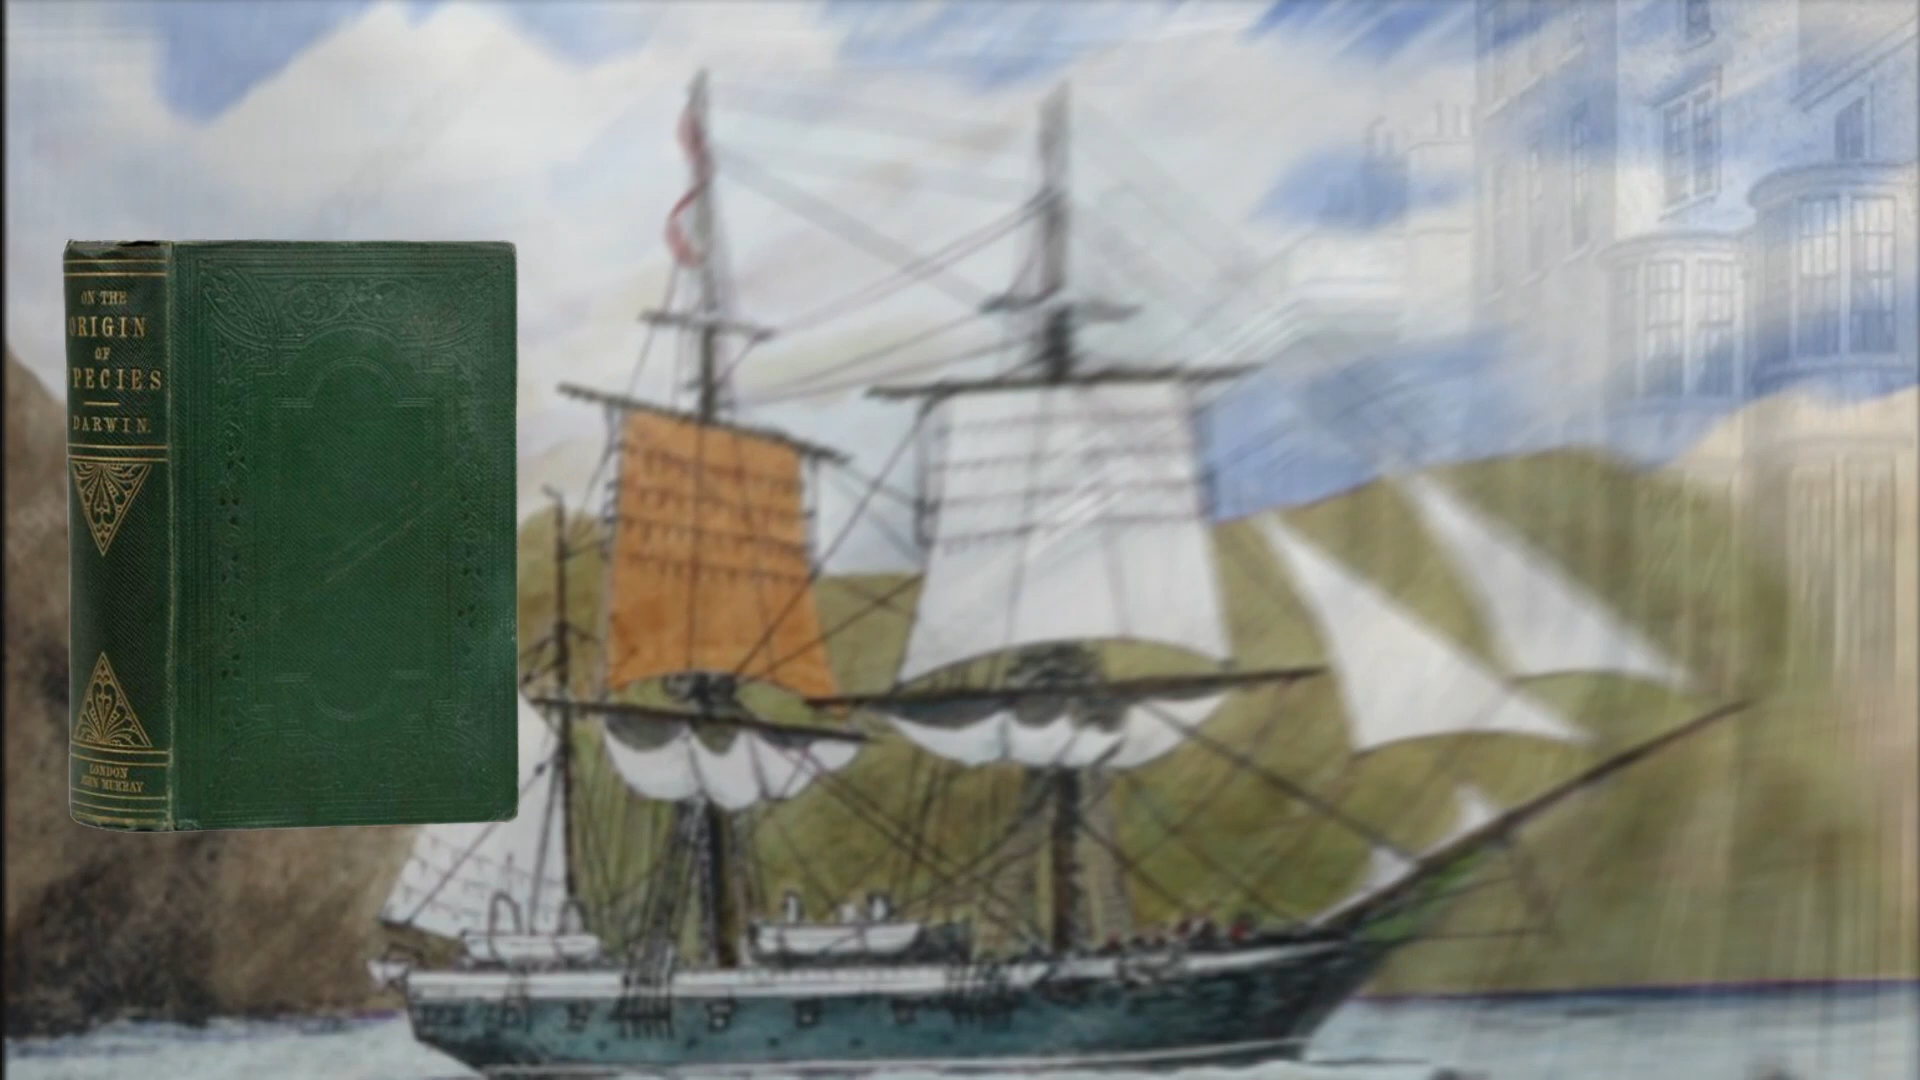 ON THE
ORIGIN
OF
SPECIES
DARWIN.
LONDON
JOHN MURRAY